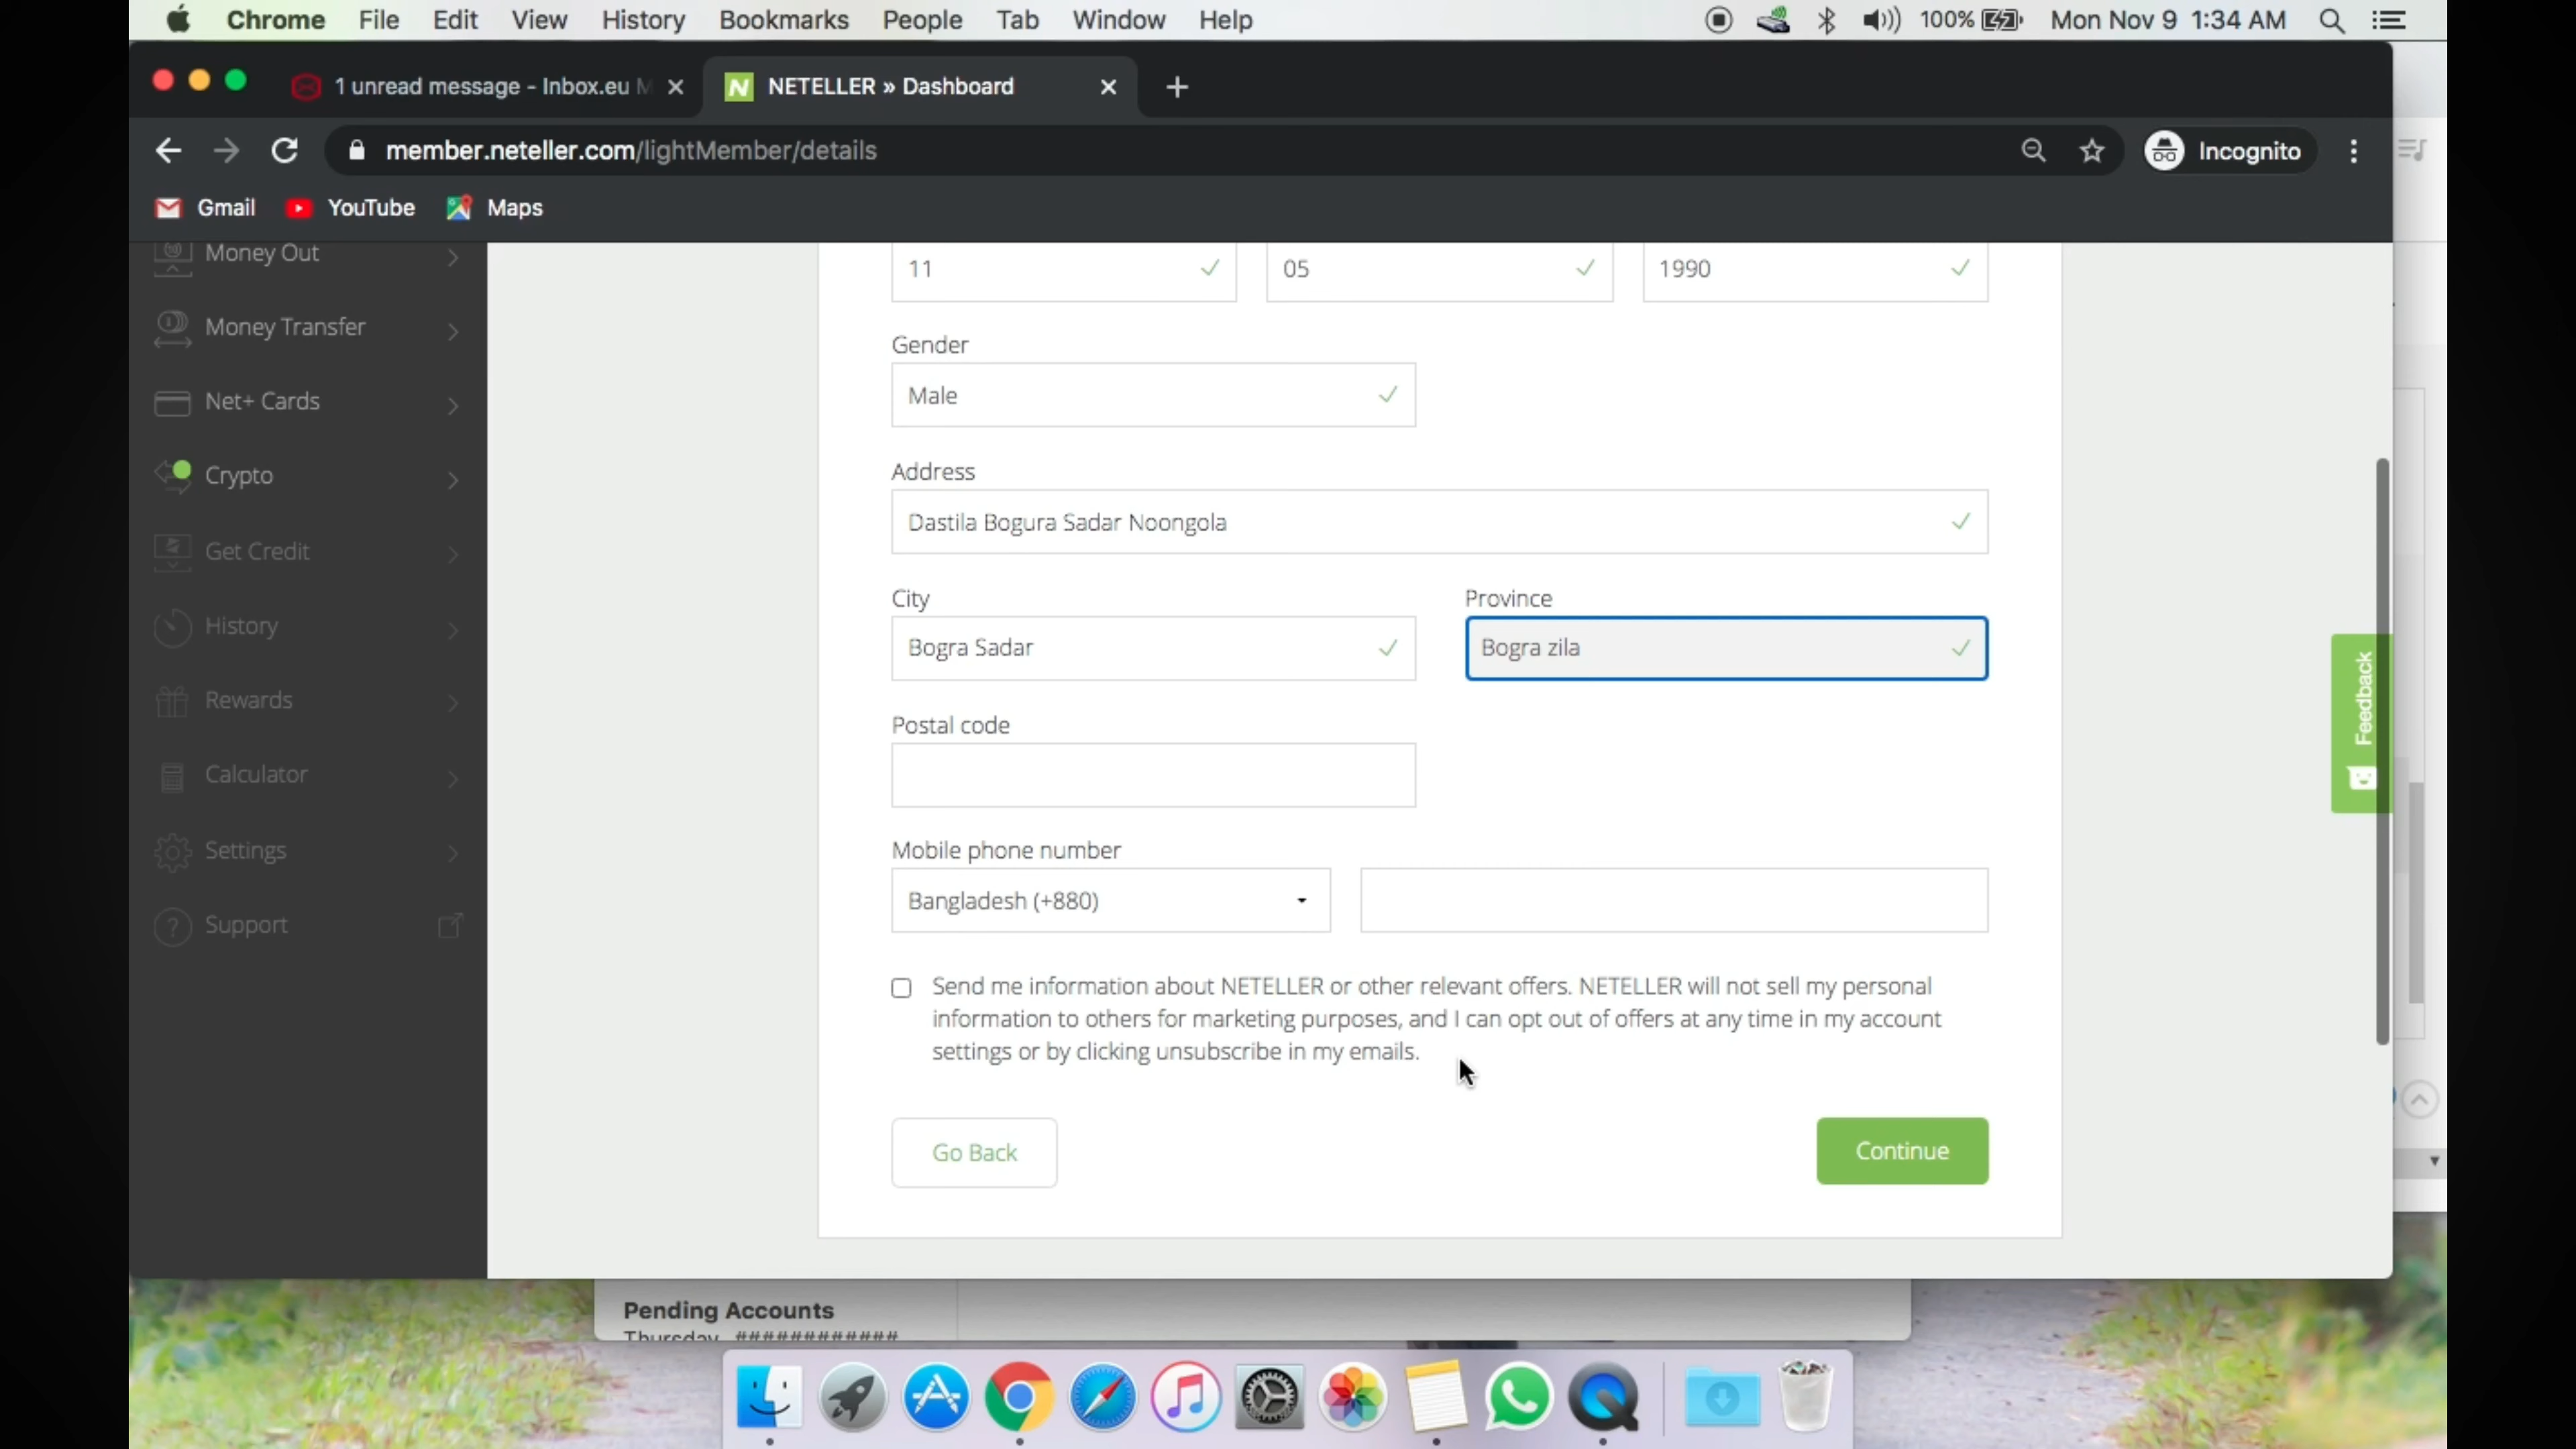 Chrome File Edit View History Bookmarks People Tab Window Help 100% Mon Nov 9 1:34 AM
1 unread message - Inbox.eu M
NETELLER » Dashboard
member.neteller.com/lightMember/details
Incognito
Gmail YouTube Maps
Money Out
Money Transfer
Net+ Cards
Crypto
Get Credit
History
Rewards
Calculator
Settings
Support
11 05 1990
Gender
Male
Address
Dastila Bogura Sadar Noongola
City Province
Bogra Sadar Bogra zila
Postal code
Mobile phone number
Bangladesh (+880)
Send me information about NETELLER or other relevant offers. NETELLER will not sell my personal
information to others for marketing purposes, and I can opt out of offers at any time in my account
settings or by clicking unsubscribe in my emails.
Go Back Continue
Feedback
Pending Accounts
Thursday ############